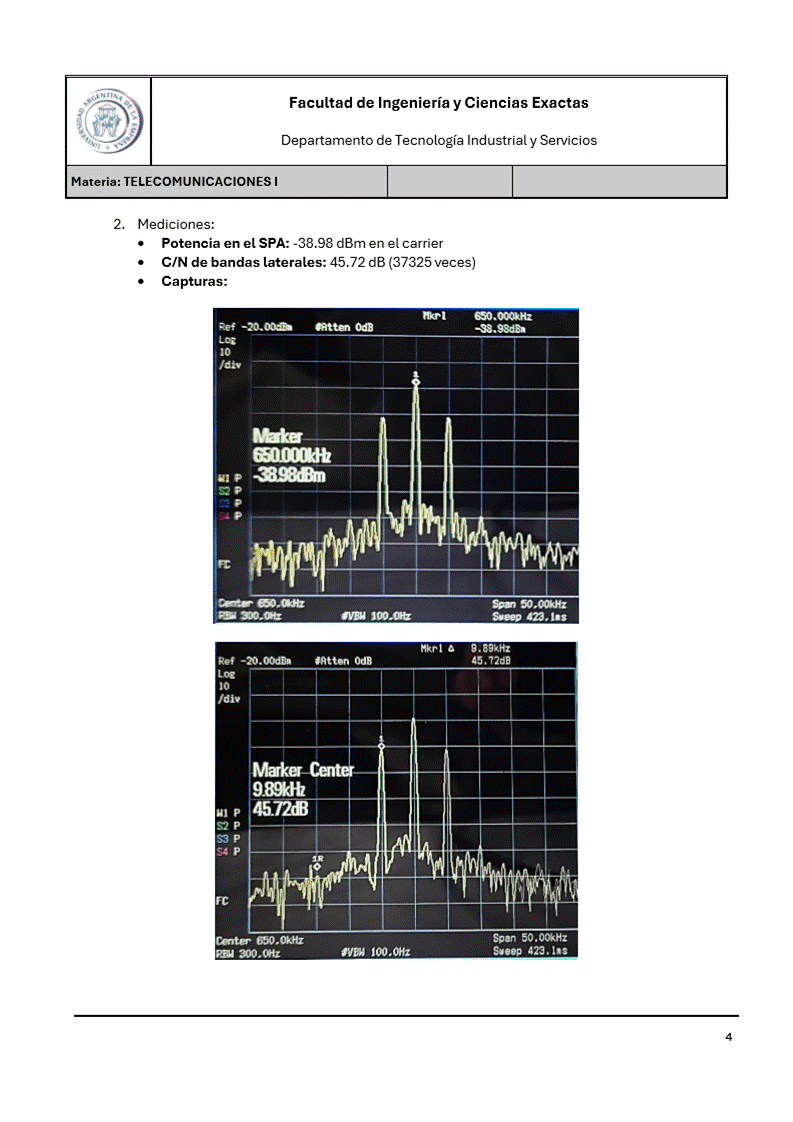 UNIVERSIDAD ARGENTINA DE LA EMPRESA
Facultad de Ingeniería y Ciencias Exactas
Departamento de Tecnología Industrial y Servicios
Materia: TELECOMUNICACIONES I
2. Mediciones:
• Potencia en el SPA: -38.98 dBm en el carrier
• C/N de bandas laterales: 45.72 dB (37325 veces)
• Capturas:
Mkr1 650.000kHz
Ref -20.00dBm #Atten 0dB -38.98dBm
Log
10
/div
1
Marker
650.000kHz
-38.98dBm
W1 P
S2 P
S3 P
S4 P
FC
Center 650.0kHz Span 50.00kHz
RBW 300.0Hz #VBW 100.0Hz Sweep 423.1ms
Mkr1 Δ 9.89kHz
Ref -20.00dBm #Atten 0dB 45.72dB
Log
10
/div
1
Marker Center
9.89kHz
45.72dB
W1 P
S2 P
S3 P
S4 P
1R
FC
Center 650.0kHz Span 50.00kHz
RBW 300.0Hz #VBW 100.0Hz Sweep 423.1ms
4